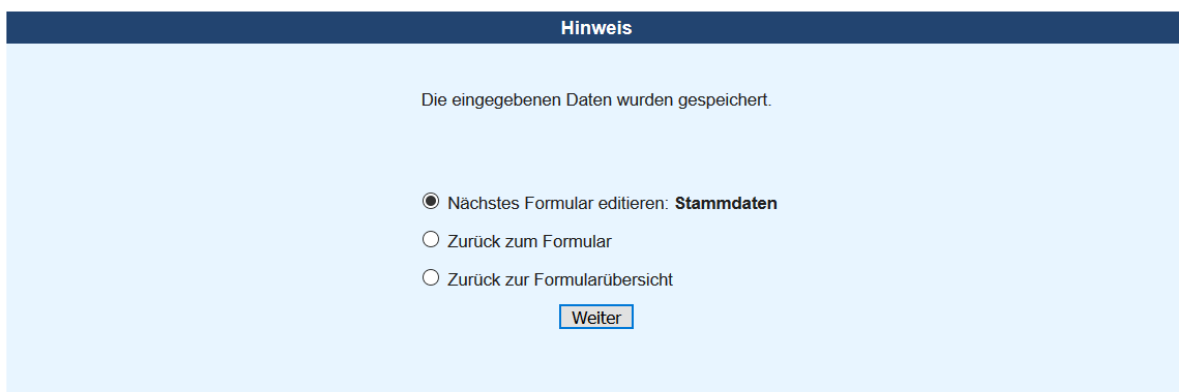 Hinweis
Die eingegebenen Daten wurden gespeichert.
Nächstes Formular editieren: Stammdaten
Zurück zum Formular
Zurück zur Formularübersicht
Weiter